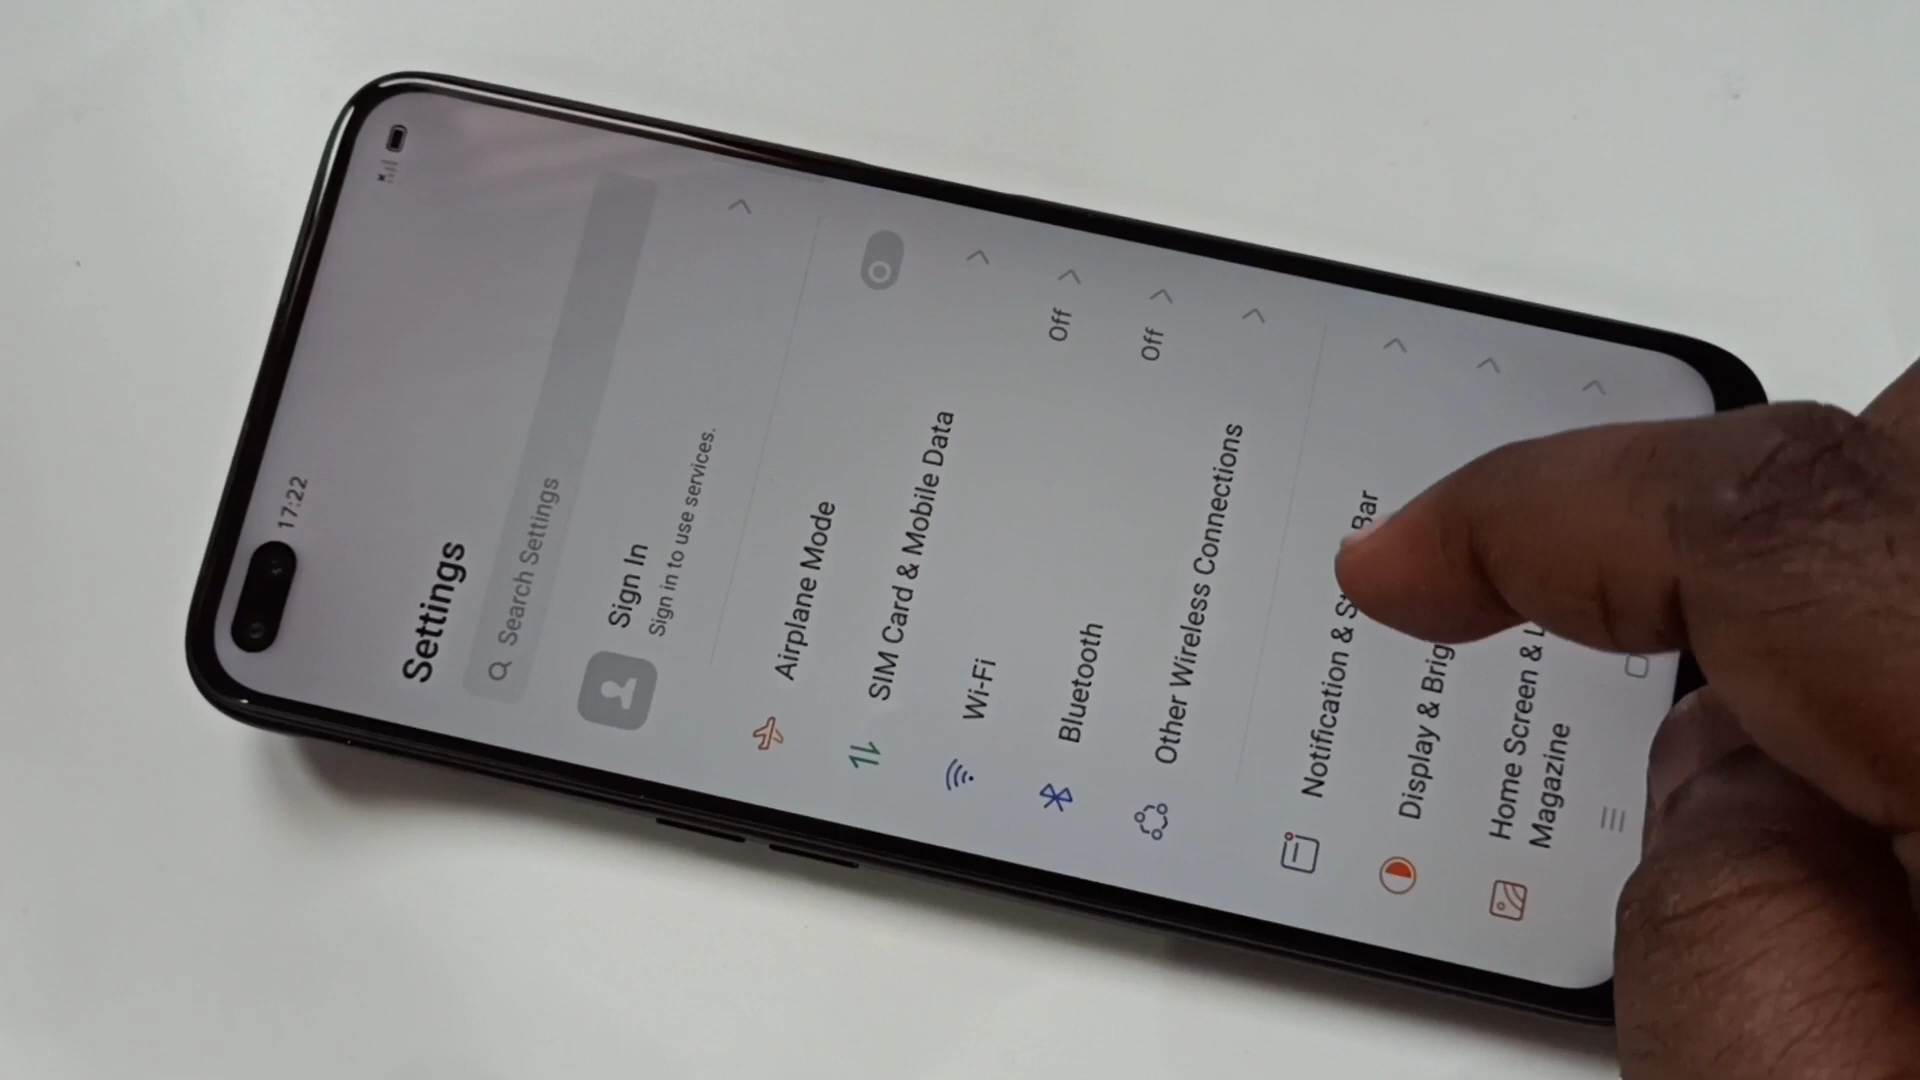 17:22
Settings
Search Settings
Sign In
Sign in to use services.
Airplane Mode
SIM Card & Mobile Data
Wi-Fi Off
Bluetooth Off
Other Wireless Connections
Notification & Bar
Display &
Home Screen &
Magazine